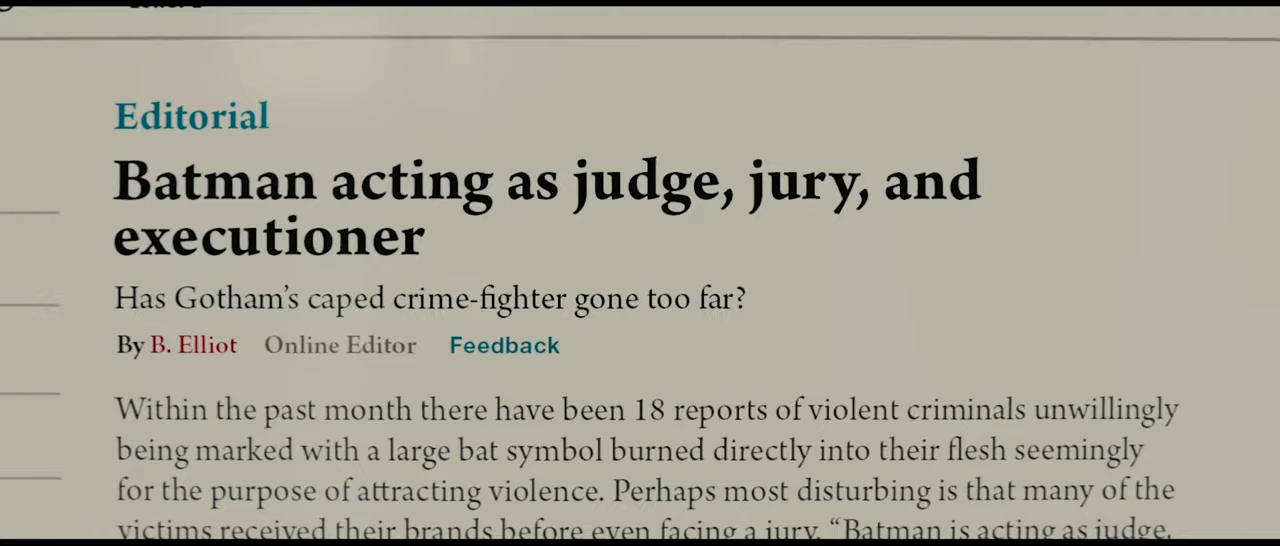 Editorial
Batman acting as judge, jury, and
executioner
Has Gotham's caped crime-fighter gone too far?
By B. Elliot Online Editor Feedback
Within the past month there have been 18 reports of violent criminals unwillingly
being marked with a large bat symbol burned directly into their flesh seemingly
for the purpose of attracting violence. Perhaps most disturbing is that many of the
victims received their brands before even facing a jury. “Batman is acting as judge,